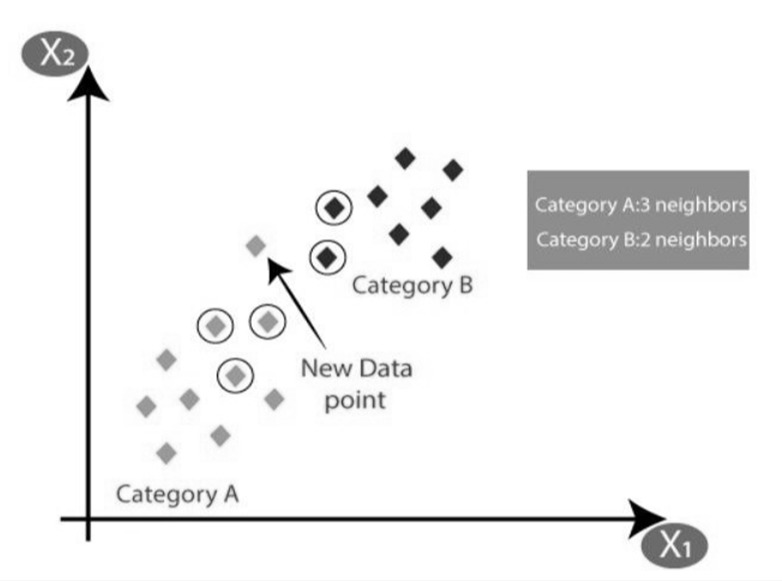 X₂
Category A:3 neighbors
Category B:2 neighbors
Category B
New Data
point
Category A
X₁